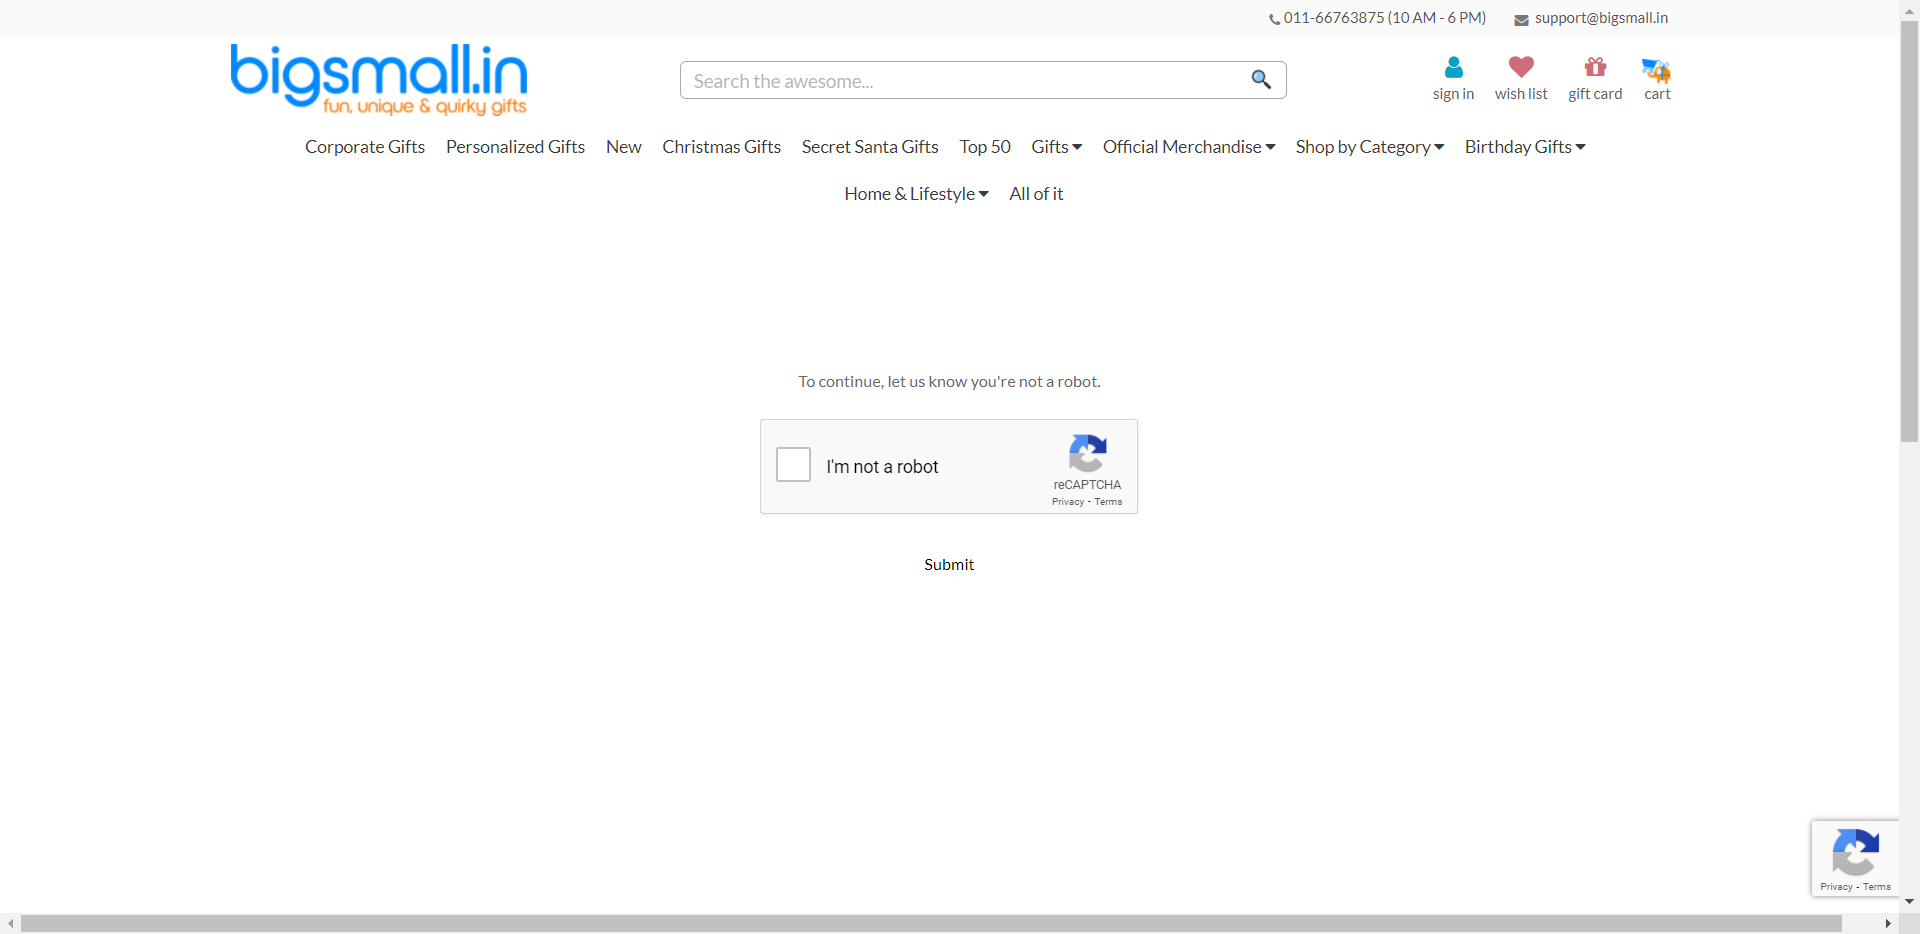 011-66763875 (10 AM - 6 PM) support@bigsmall.in
bigsmall.in
fun, unique & quirky gifts
Search the awesome...
sign in wish list gift card cart
Corporate Gifts Personalized Gifts New Christmas Gifts Secret Santa Gifts Top 50 Gifts Official Merchandise Shop by Category Birthday Gifts
Home & Lifestyle All of it
To continue, let us know you're not a robot.
I'm not a robot
reCAPTCHA
Privacy - Terms
Submit
Privacy - Terms